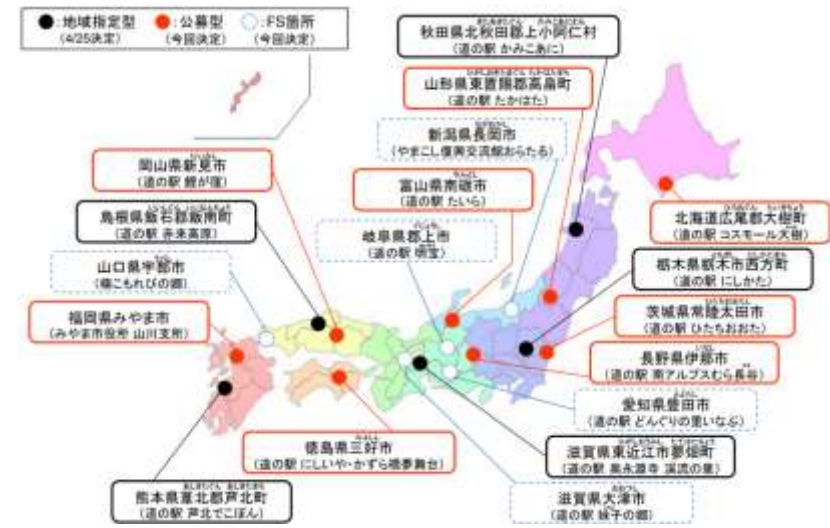 ●：地域指定型　●：公募型　○：FS箇所
(4/25決定)　(今回決定)　(今回決定)
秋田県北秋田郡上小阿仁村
(道の駅 かみこあに)
山形県東置賜郡高畠町
(道の駅 たかはた)
新潟県長岡市
(やまこし復興交流館おらたる)
岡山県新見市
(道の駅 鯉が窪)
富山県南砺市
(道の駅 たいら)
北海道広尾郡大樹町
(道の駅 コスモール大樹)
島根県飯石郡飯南町
(道の駅 赤来高原)
岐阜県郡上市
(道の駅 明宝)
栃木県栃木市西方町
(道の駅 にしかた)
山口県宇部市
(楠こもれびの郷)
茨城県常陸太田市
(道の駅 ひたちおおた)
福岡県みやま市
(みやま市役所 山川支所)
長野県伊那市
(道の駅 南アルプスむら長谷)
愛知県豊田市
(道の駅 どんぐりの里いなぶ)
徳島県三好市
(道の駅 にしいや・かずら橋夢舞台)
滋賀県東近江市蓼畑町
(道の駅 奥永源寺 渓流の里)
熊本県葦北郡芦北町
(道の駅 芦北でこぽん)
滋賀県大津市
(道の駅 妹子の郷)